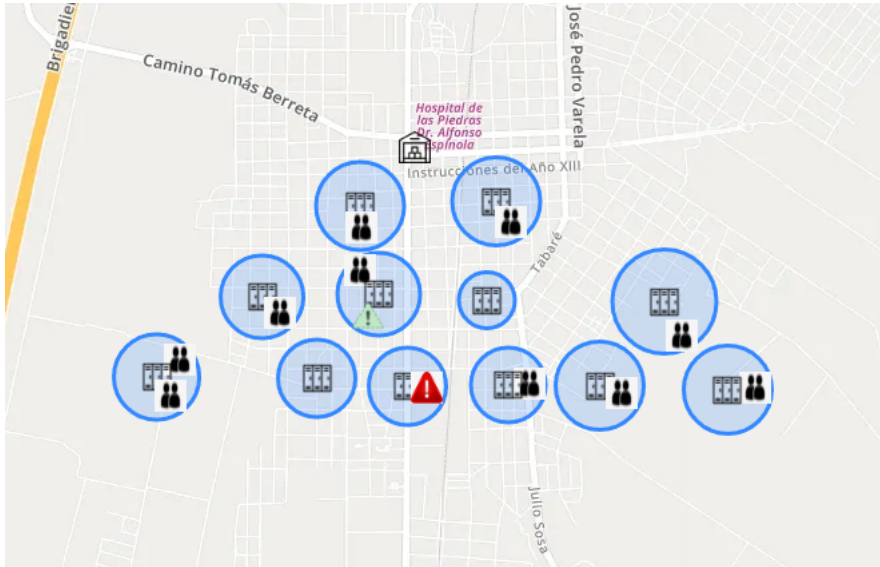 Brigadie
Camino Tomás Berreta
José Pedro Varela
Hospital de
las Piedras
Dr. Alfonso
Espínola
Instrucciones del Año XIII
Tabaré
Julio Sosa